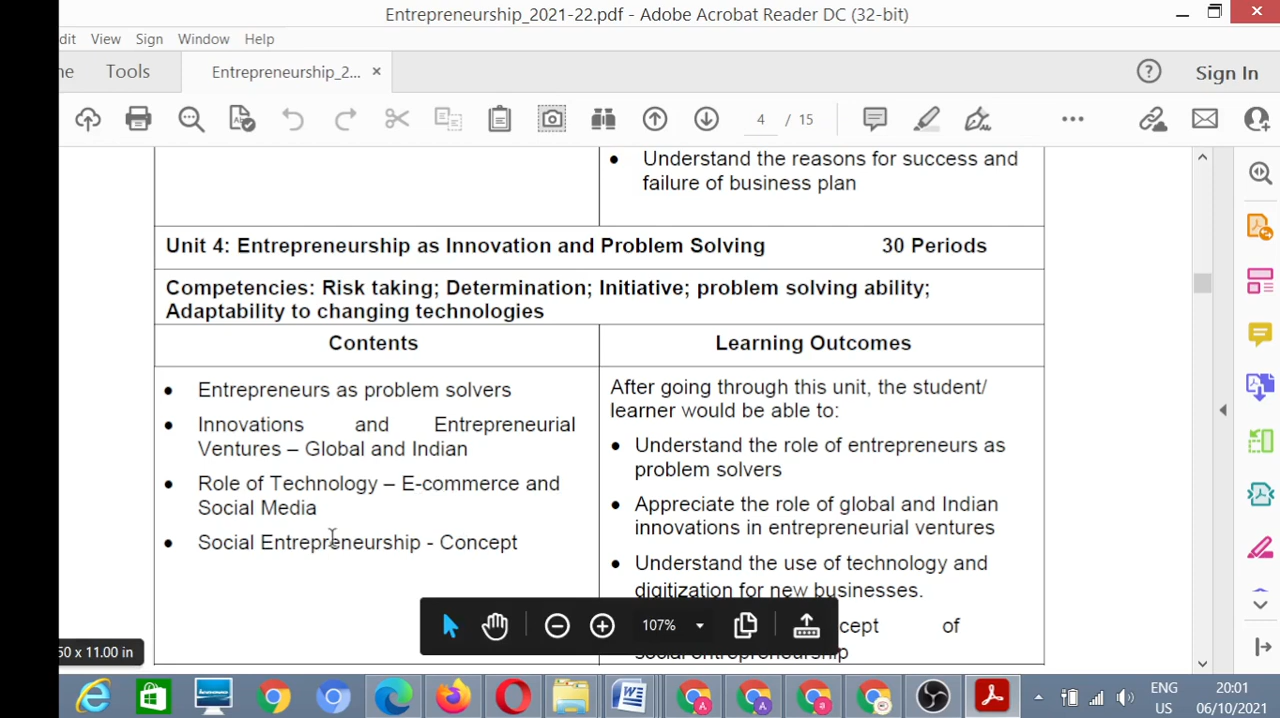 Entrepreneurship_2021-22.pdf - Adobe Acrobat Reader DC (32-bit)
dit View Sign Window Help
me Tools Entrepreneurship_2... × Sign In
4 / 15
• Understand the reasons for success and
failure of business plan
Unit 4: Entrepreneurship as Innovation and Problem Solving 30 Periods
Competencies: Risk taking; Determination; Initiative; problem solving ability;
Adaptability to changing technologies
Contents
• Entrepreneurs as problem solvers
• Innovations and Entrepreneurial
Ventures – Global and Indian
• Role of Technology – E-commerce and
Social Media
• Social Entrepreneurship - Concept
Learning Outcomes
After going through this unit, the student/
learner would be able to:
• Understand the role of entrepreneurs as
problem solvers
• Appreciate the role of global and Indian
innovations in entrepreneurial ventures
• Understand the use of technology and
digitization for new businesses.
cept of
social entrepreneurship
107%
50 x 11.00 in
ENG 20:01
US 06/10/2021